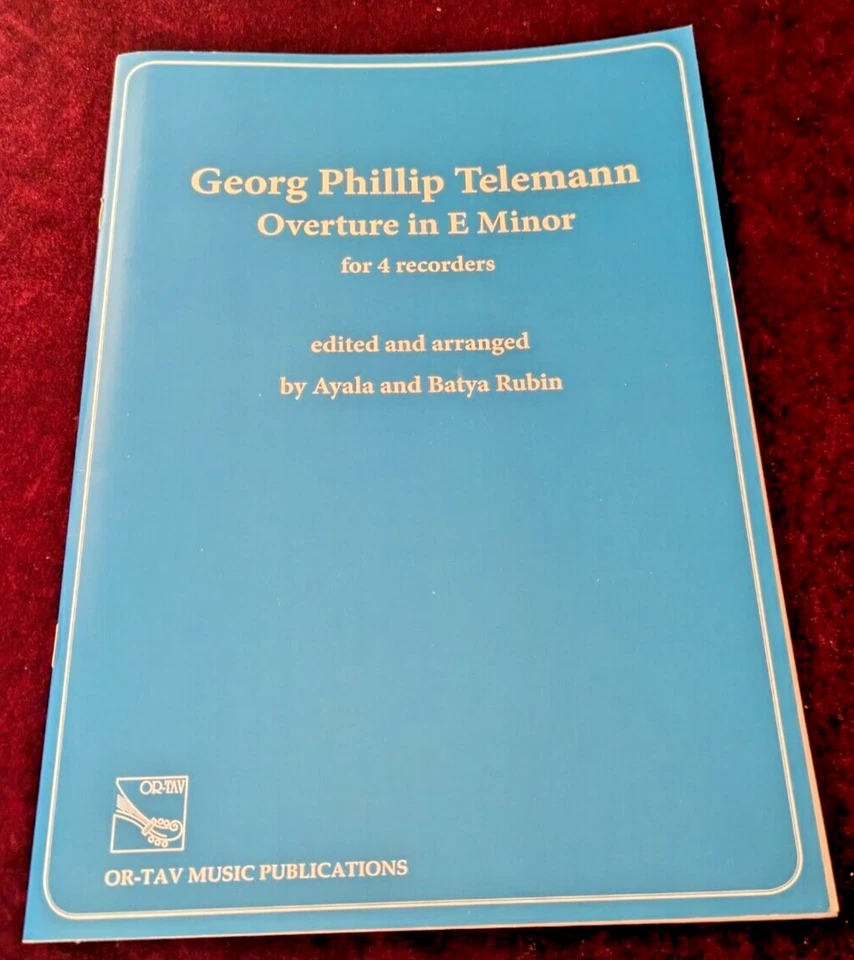 Georg Phillip Telemann
Overture in E Minor
for 4 recorders
edited and arranged
by Ayala and Batya Rubin
OR-TAV
OR-TAV MUSIC PUBLICATIONS